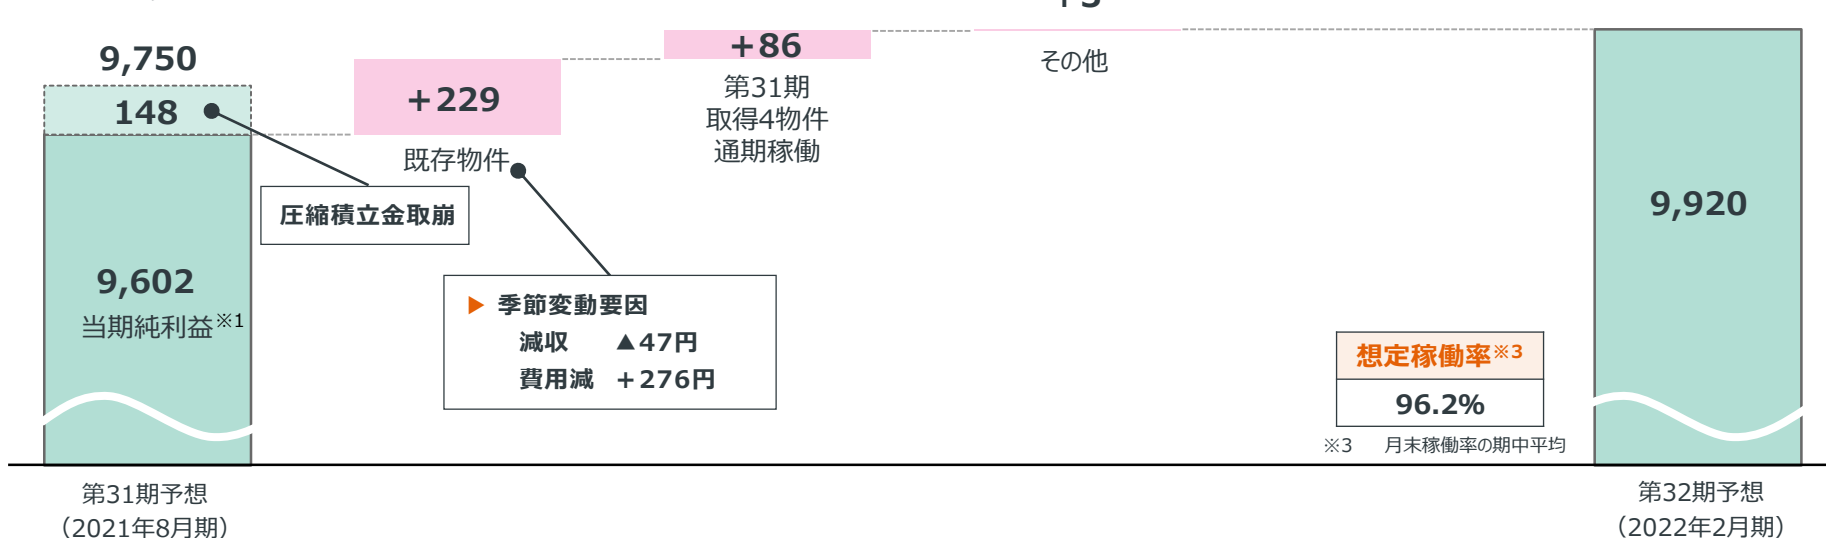 9,750
148
+229
+86
その他
第31期
取得4物件
通期稼働
既存物件
圧縮積立金取崩
9,602
当期純利益※1
▶ 季節変動要因
減収 ▲47円
費用減 +276円
9,920
想定稼働率※3
96.2%
※3 月末稼働率の期中平均
第31期予想
（2021年8月期）
第32期予想
（2022年2月期）